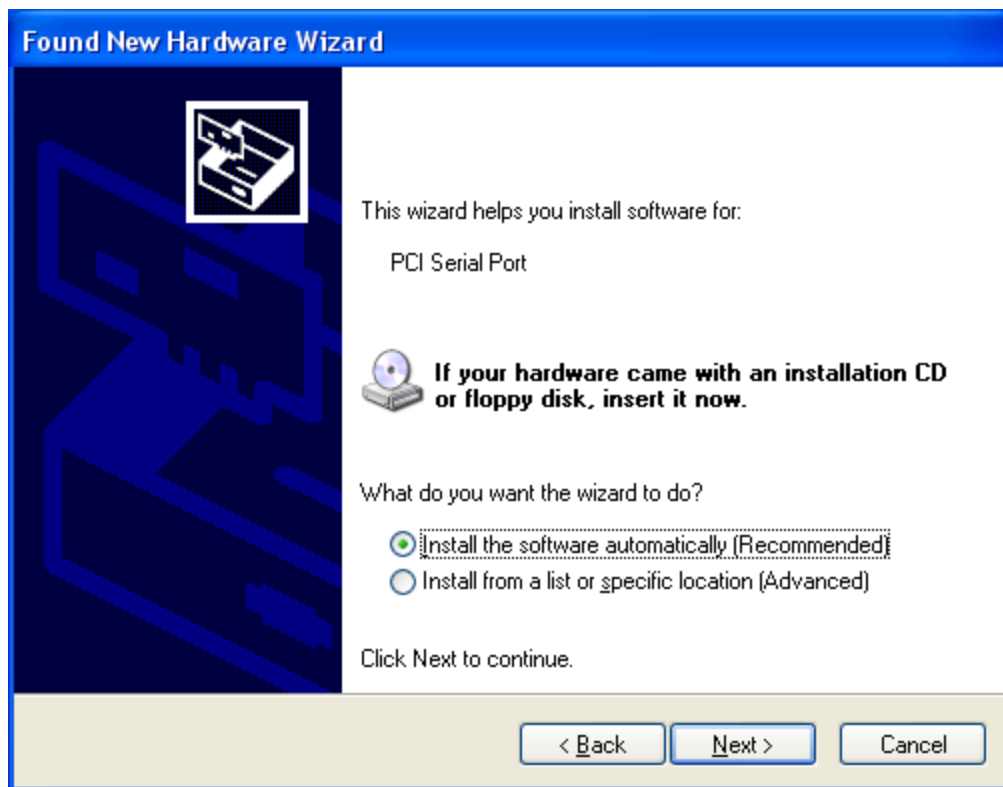 Found New Hardware Wizard
This wizard helps you install software for:
PCI Serial Port
If your hardware came with an installation CD
or floppy disk, insert it now.
What do you want the wizard to do?
Install the software automatically (Recommended)
Install from a list or specific location (Advanced)
Click Next to continue.
< Back Next > Cancel